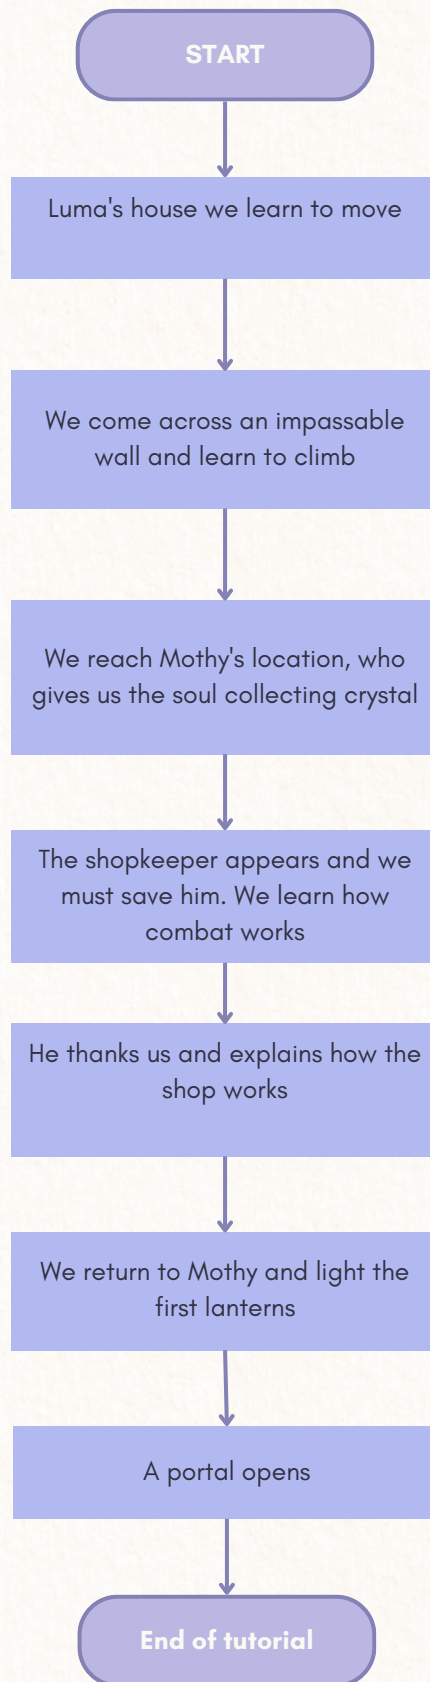 START
Luma's house we learn to move
We come across an impassable
wall and learn to climb
We reach Mothy's location, who
gives us the soul collecting crystal
The shopkeeper appears and we
must save him. We learn how
combat works
He thanks us and explains how the
shop works
We return to Mothy and light the
first lanterns
A portal opens
End of tutorial